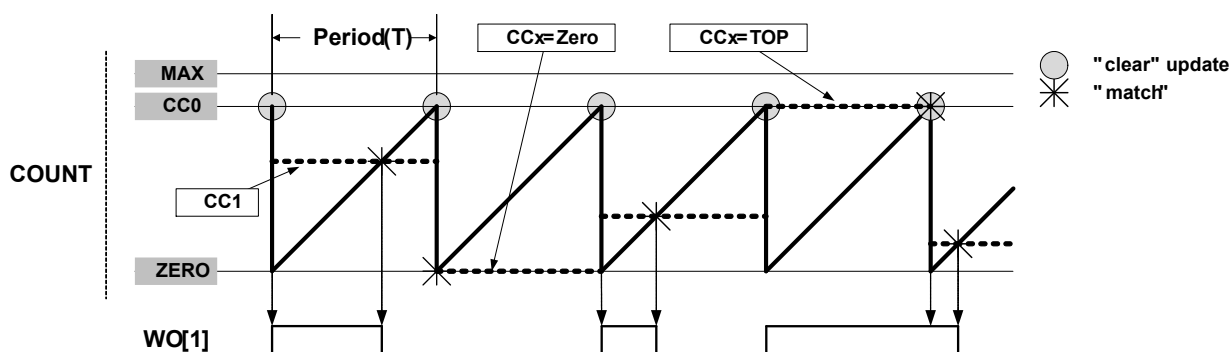 Period(T)
CCx=Zero
CCx=TOP
"clear" update
"match"
MAX
CC0
COUNT
CC1
ZERO
WO[1]